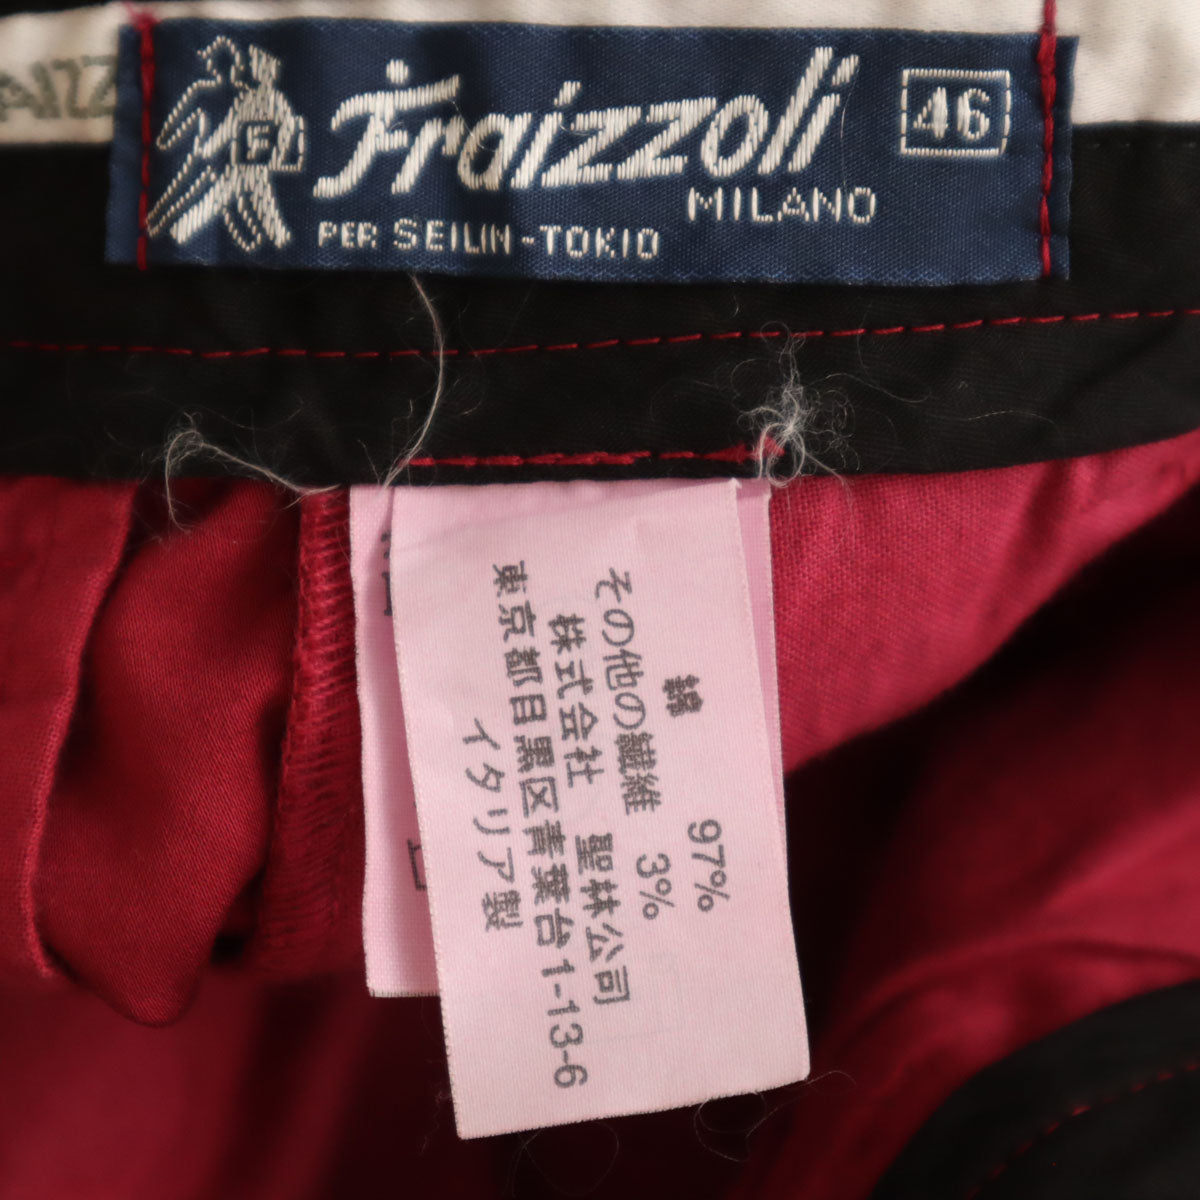 Fraizzoli
46
MILANO
PER SEILIN-TOKIO
F
綿 97%
その他の繊維 3%
株式会社 聖林公司
東京都目黒区青葉台1-13-6
イタリア製